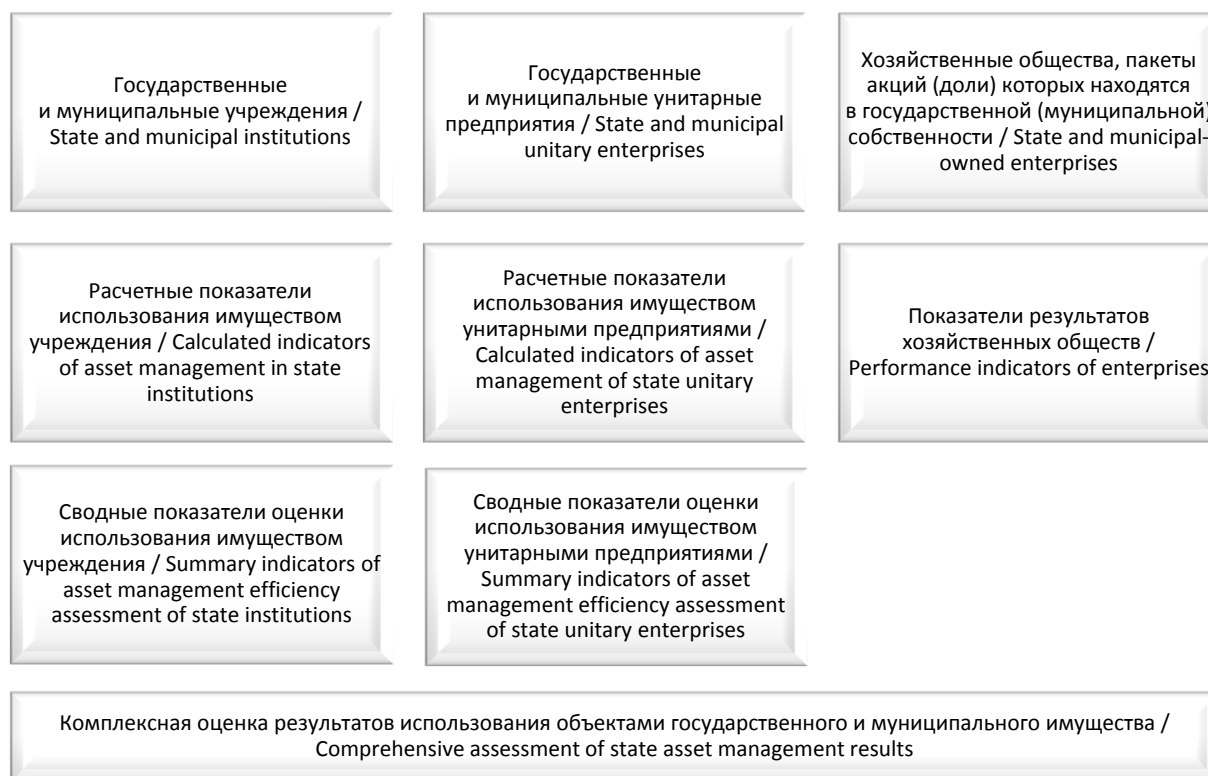 Государственные
и муниципальные учреждения /
State and municipal institutions
Государственные
и муниципальные унитарные
предприятия / State and municipal
unitary enterprises
Хозяйственные общества, пакеты
акций (доли) которых находятся
в государственной (муниципальной)
собственности / State and municipal-
owned enterprises
Расчетные показатели
использования имуществом
учреждения / Calculated indicators
of asset management in state
institutions
Расчетные показатели
использования имуществом
унитарными предприятиями /
Calculated indicators of asset
management of state unitary
enterprises
Показатели результатов
хозяйственных обществ /
Performance indicators of enterprises
Сводные показатели оценки
использования имуществом
учреждения / Summary indicators of
asset management efficiency
assessment of state institutions
Сводные показатели оценки
использования имуществом
унитарными предприятиями /
Summary indicators of asset
management efficiency assessment
of state unitary enterprises
Комплексная оценка результатов использования объектами государственного и муниципального имущества /
Comprehensive assessment of state asset management results